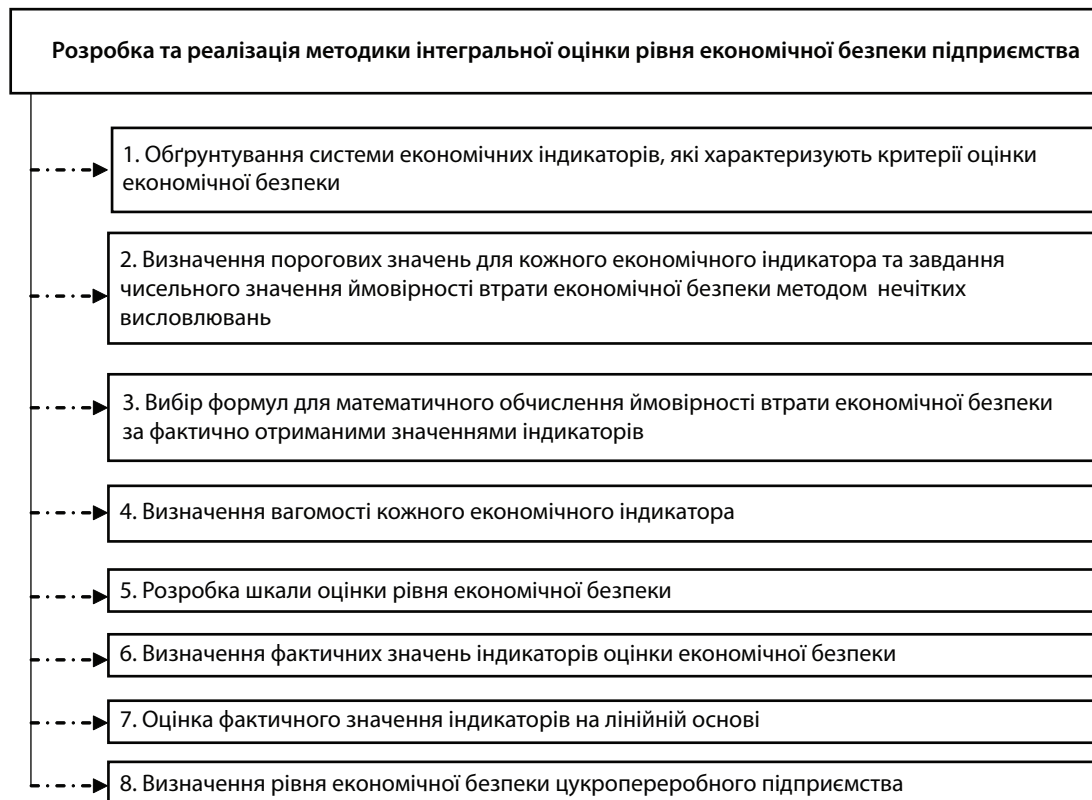 Розробка та реалізація методики інтегральної оцінки рівня економічної безпеки підприємства
1. Обґрунтування системи економічних індикаторів, які характеризують критерії оцінки
економічної безпеки
2. Визначення порогових значень для кожного економічного індикатора та завдання
чисельного значення ймовірності втрати економічної безпеки методом нечітких
висловлювань
3. Вибір формул для математичного обчислення ймовірності втрати економічної безпеки
за фактично отриманими значеннями індикаторів
4. Визначення вагомості кожного економічного індикатора
5. Розробка шкали оцінки рівня економічної безпеки
6. Визначення фактичних значень індикаторів оцінки економічної безпеки
7. Оцінка фактичного значення індикаторів на лінійній основі
8. Визначення рівня економічної безпеки цукропереробного підприємства